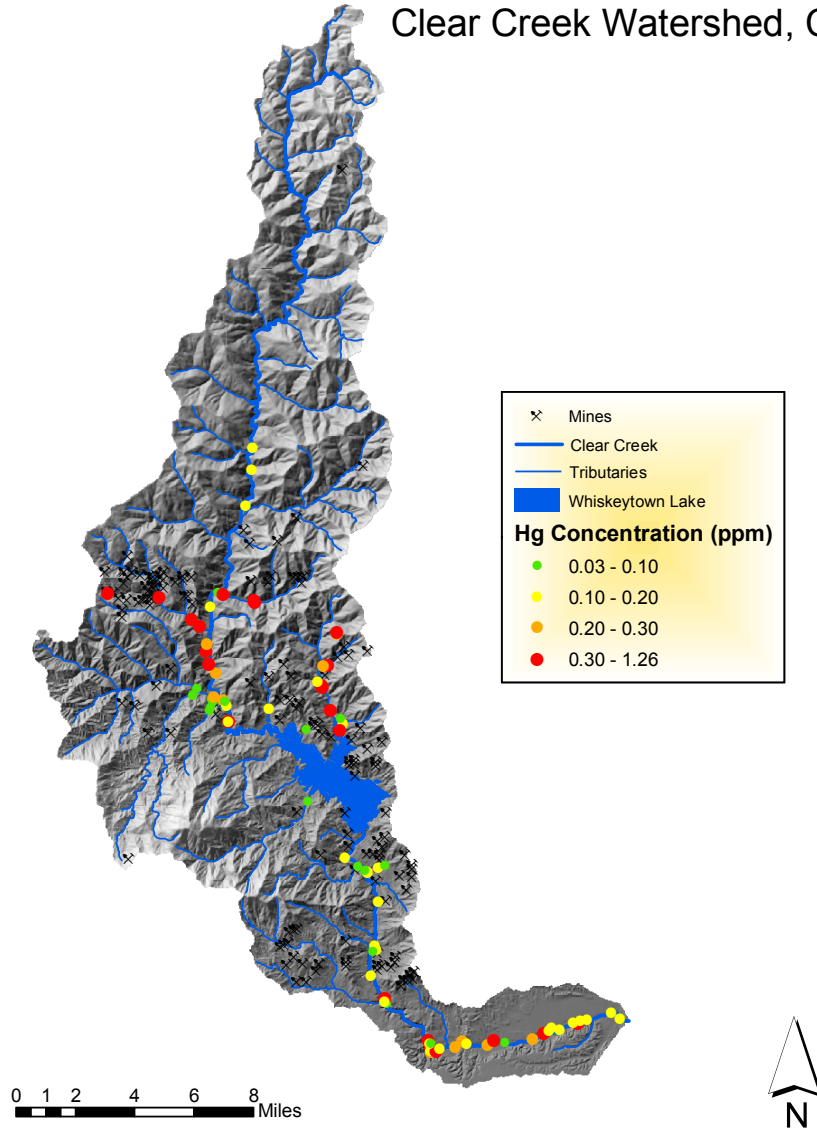 Clear Creek Watershed, C
Mines
Clear Creek
Tributaries
Whiskeytown Lake
Hg Concentration (ppm)
0.03 - 0.10
0.10 - 0.20
0.20 - 0.30
0.30 - 1.26
0 1 2 4 6 8
Miles
N